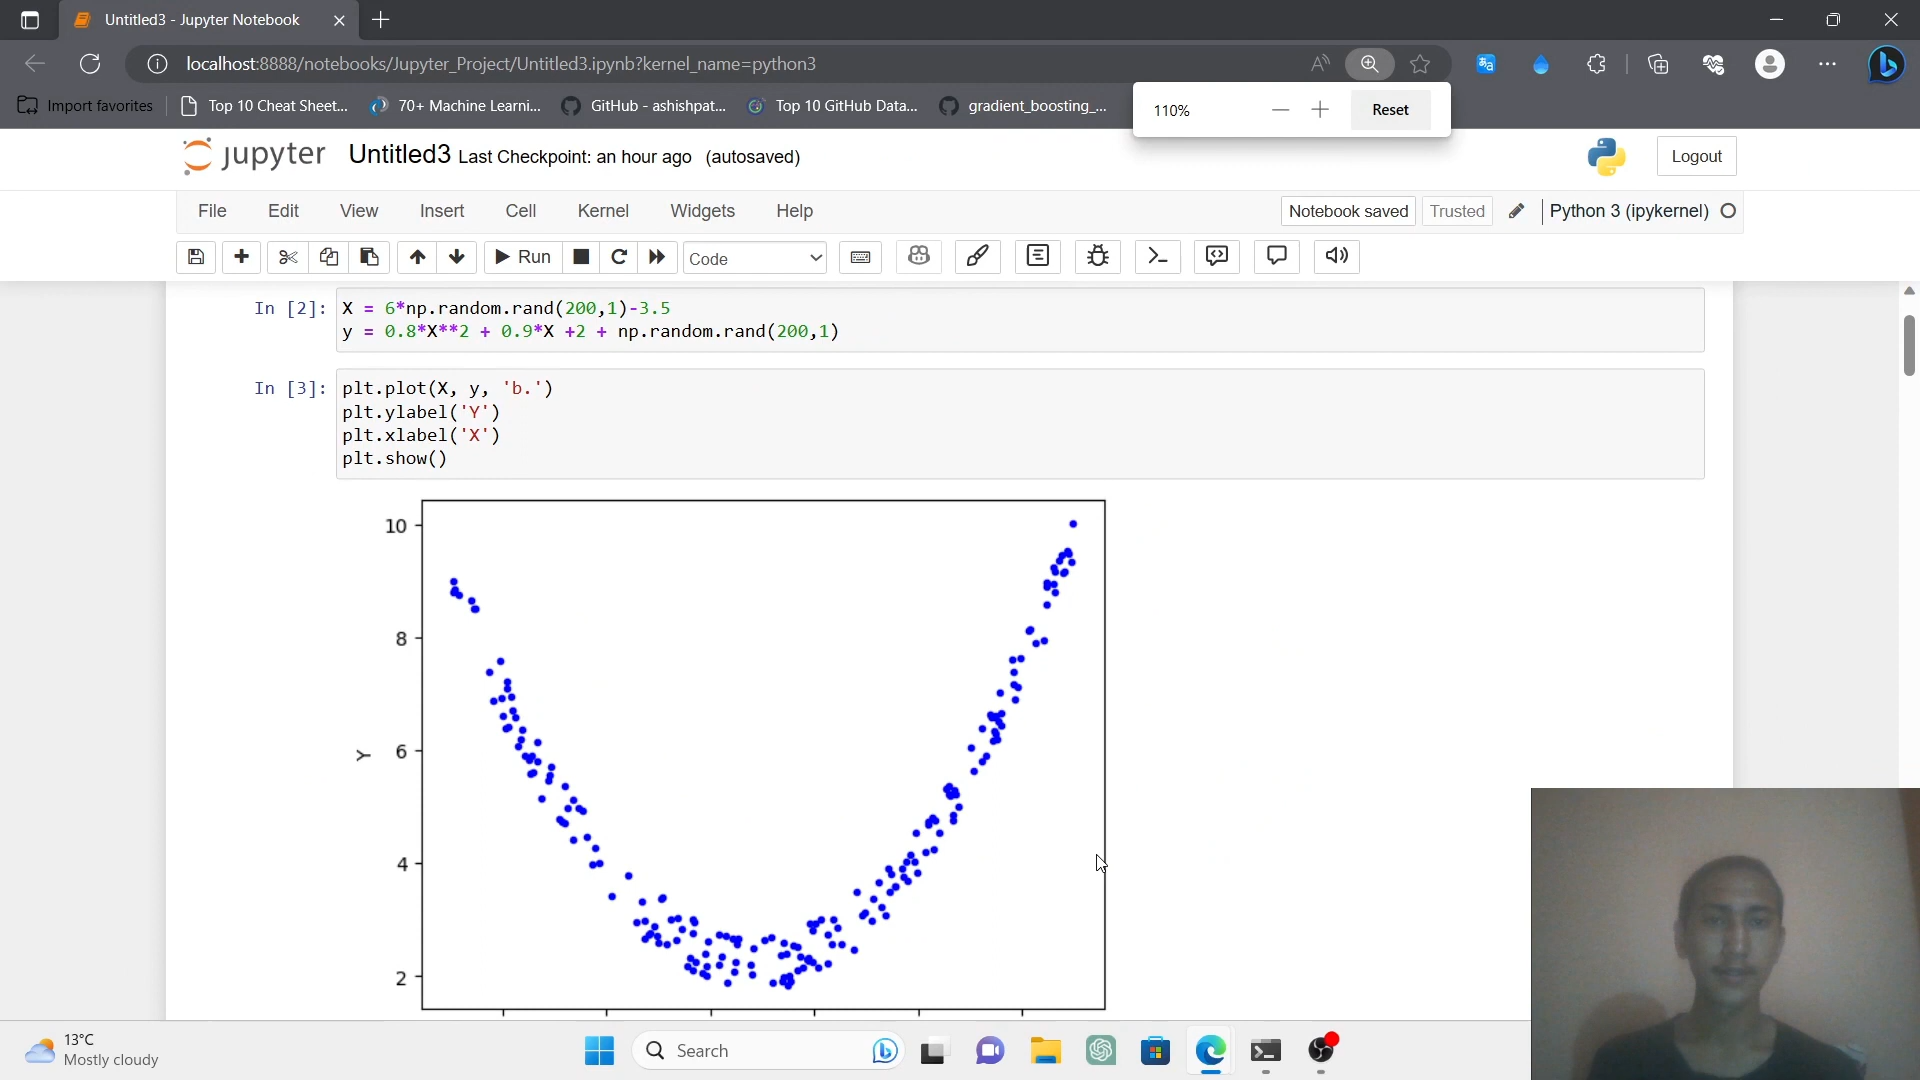 Untitled3 - Jupyter Notebook
localhost:8888/notebooks/Jupyter_Project/Untitled3.ipynb?kernel_name=python3
Import favorites
Top 10 Cheat Sheet...
70+ Machine Learni...
GitHub - ashishpat...
Top 10 GitHub Data...
gradient_boosting_...
110%
Reset
jupyter Untitled3 Last Checkpoint: an hour ago (autosaved)
Logout
File Edit View Insert Cell Kernel Widgets Help
Notebook saved Trusted Python 3 (ipykernel)
Run Code
In [2]: X = 6*np.random.rand(200,1)-3.5
y = 0.8*X**2 + 0.9*X +2 + np.random.rand(200,1)
In [3]: plt.plot(X, y, 'b.')
plt.ylabel('Y')
plt.xlabel('X')
plt.show()
10
8
6
Y
4
2
13°C
Mostly cloudy
Search